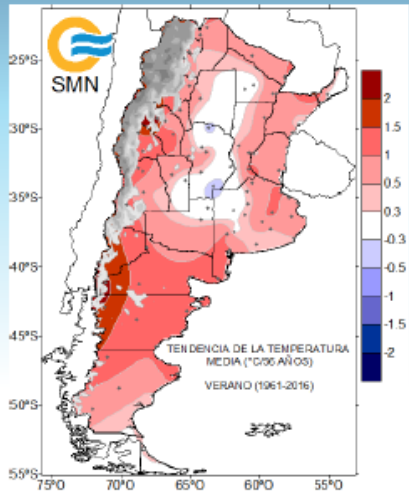 SMN
25°S
30°S
35°S
40°S
45°S
50°S
55°S
75°O
70°O
65°O
60°O
55°O
2
1.5
1
0.5
0.3
-0.3
-0.5
-1
-1.5
-2
TENDENCIA DE LA TEMPERATURA
MEDIA (°C/56 AÑOS)
VERANO (1961-2016)